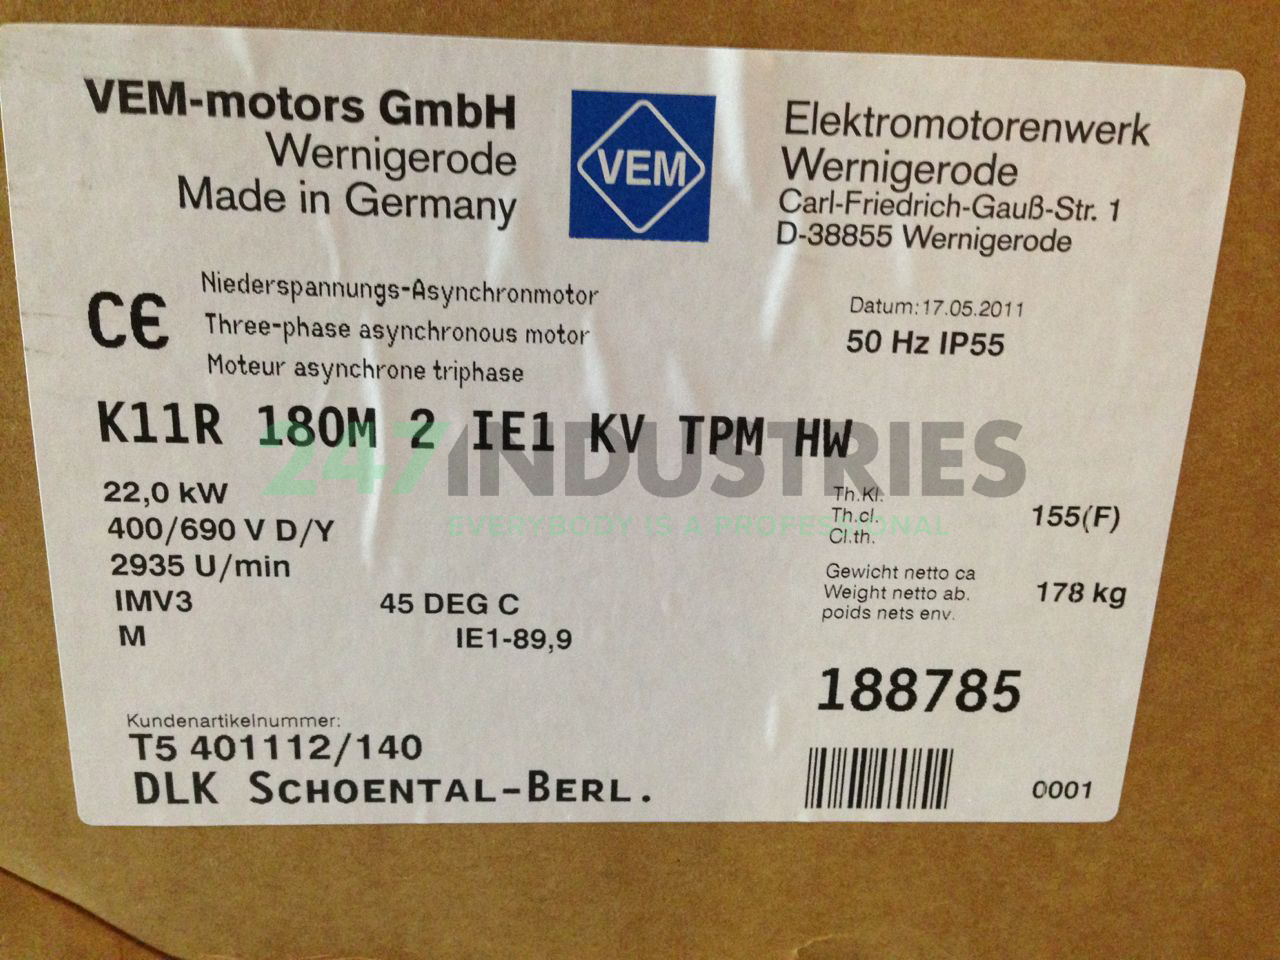 VEM-motors GmbH
Wernigerode
Made in Germany
VEM
Elektromotorenwerk
Wernigerode
Carl-Friedrich-Gauß-Str. 1
D-38855 Wernigerode
CE
Niederspannungs-Asynchronmotor
Three-phase asynchronous motor
Moteur asynchrone triphase
Datum:17.05.2011
50 Hz IP55
K11R 180M 2 IE1 KV TPM HW
247INDUSTRIES
EVERYBODY IS A PROFESSIONAL
22,0 kW
400/690 V D/Y
2935 U/min
IMV3 45 DEG C
M IE1-89,9
Th.Kl.
Th.cl. 155(F)
Cl.th.
Gewicht netto ca
Weight netto ab. 178 kg
poids nets env.
188785
Kundenartikelnummer:
T5 401112/140
DLK SCHOENTAL-BERL.
0001